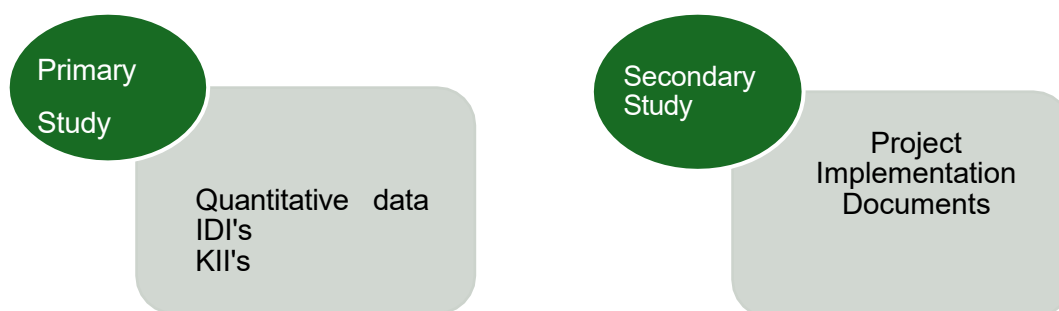 Primary
Study
Quantitative data
IDI's
KII's
Secondary
Study
Project
Implementation
Documents